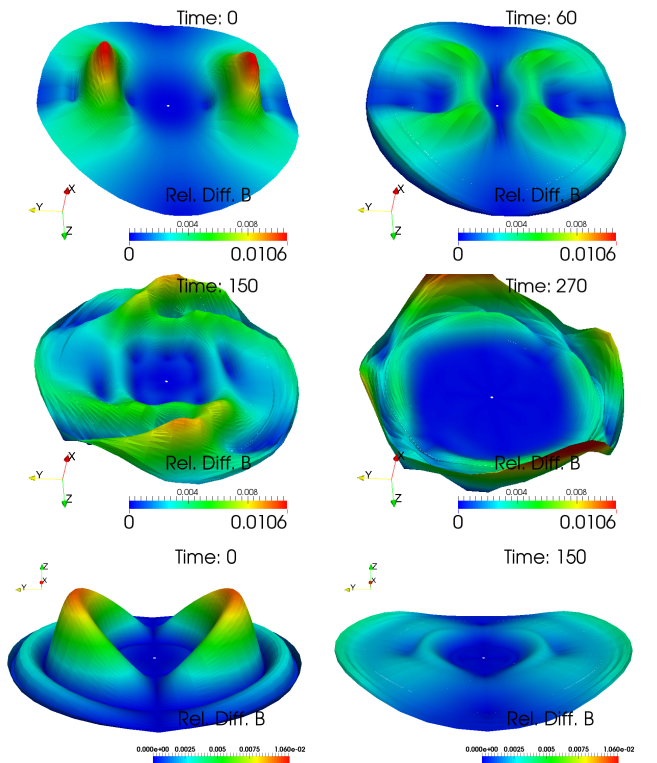 Time: 0
X
Y
Z
Rel. Diff. B
0.004 0.008
0 0.0106
Time: 60
X
Y
Z
Rel. Diff. B
0.004 0.008
0 0.0106
Time: 150
X
Y
Z
Rel. Diff. B
0.004 0.008
0 0.0106
Time: 270
X
Y
Z
Rel. Diff. B
0.004 0.008
0 0.0106
Time: 0
Z
X
Y
Rel. Diff. B
0.000e+00 0.0025 0.005 0.0075 1.060e-02
Time: 150
Z
X
Y
Rel. Diff. B
0.000e+00 0.0025 0.005 0.0075 1.060e-02